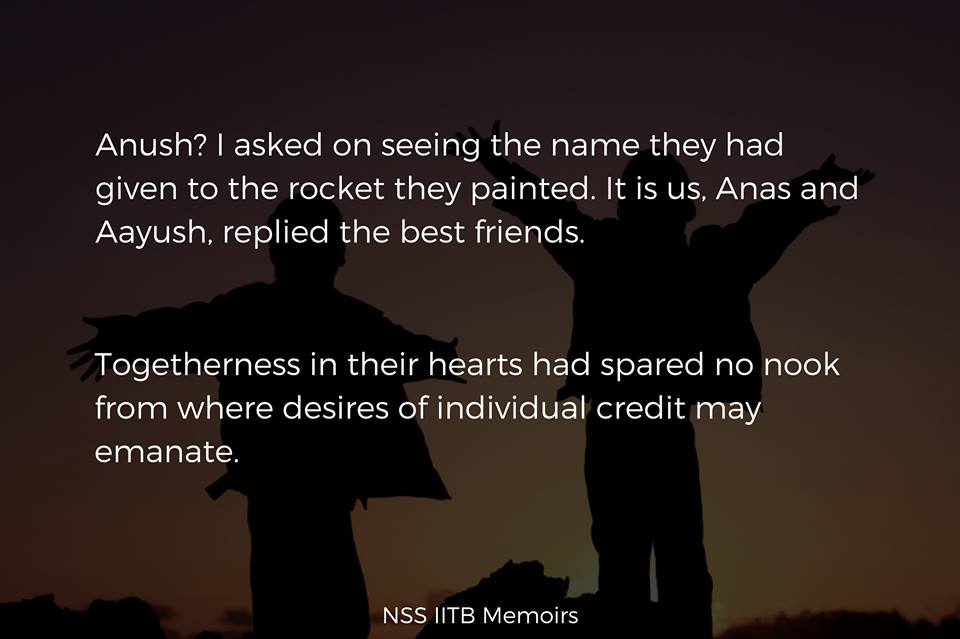 Anush? I asked on seeing the name they had
given to the rocket they painted. It is us, Anas and
Aayush, replied the best friends.
Togetherness in their hearts had spared no nook
from where desires of individual credit may
emanate.
NSS IITB Memoirs